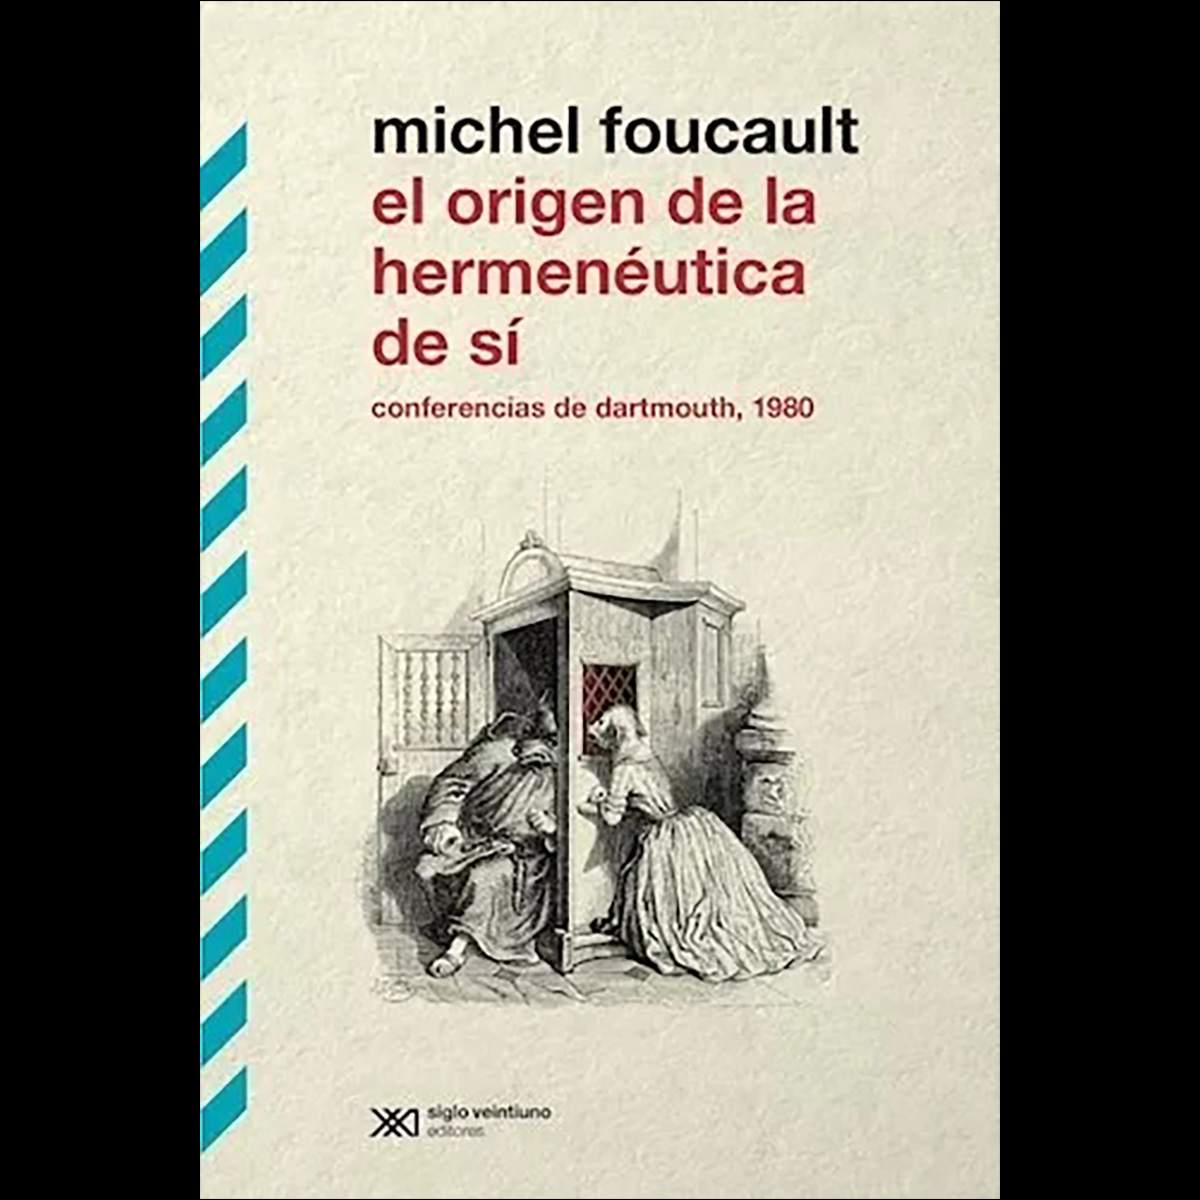 michel foucault
el origen de la
hermenéutica
de sí
conferencias de dartmouth, 1980
siglo veintiuno
editores